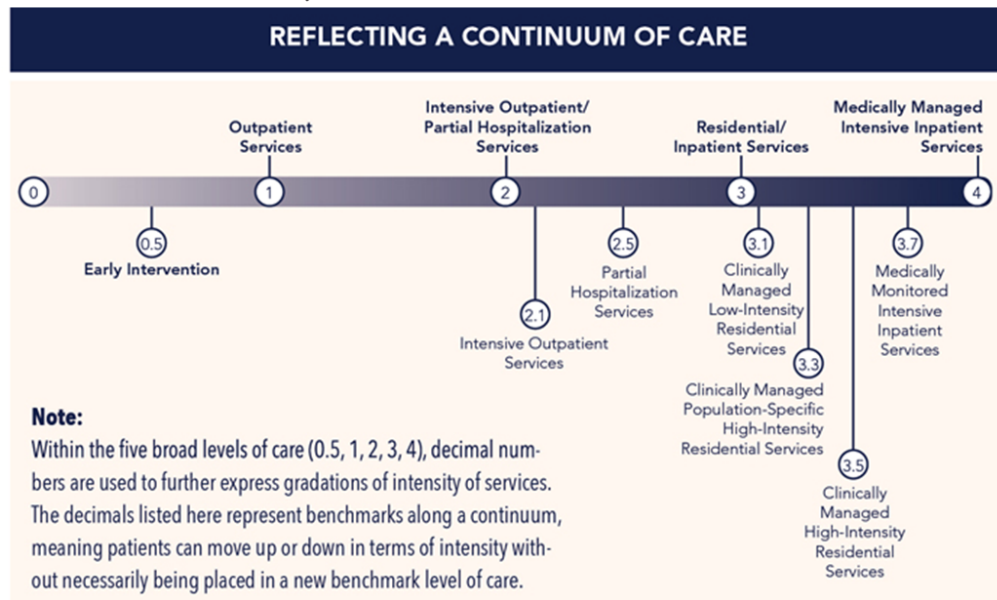 REFLECTING A CONTINUUM OF CARE
Outpatient
Services
Intensive Outpatient/
Partial Hospitalization
Services
Residential/
Inpatient Services
Medically Managed
Intensive Inpatient
Services
0
1
2
3
4
0.5
Early Intervention
2.1
Intensive Outpatient
Services
2.5
Partial
Hospitalization
Services
3.1
Clinically
Managed
Low-Intensity
Residential
Services
3.3
Clinically Managed
Population-Specific
High-Intensity
Residential Services
3.5
Clinically
Managed
High-Intensity
Residential
Services
3.7
Medically
Monitored
Intensive
Inpatient
Services
Note:
Within the five broad levels of care (0.5, 1, 2, 3, 4), decimal num-
bers are used to further express gradations of intensity of services.
The decimals listed here represent benchmarks along a continuum,
meaning patients can move up or down in terms of intensity with-
out necessarily being placed in a new benchmark level of care.